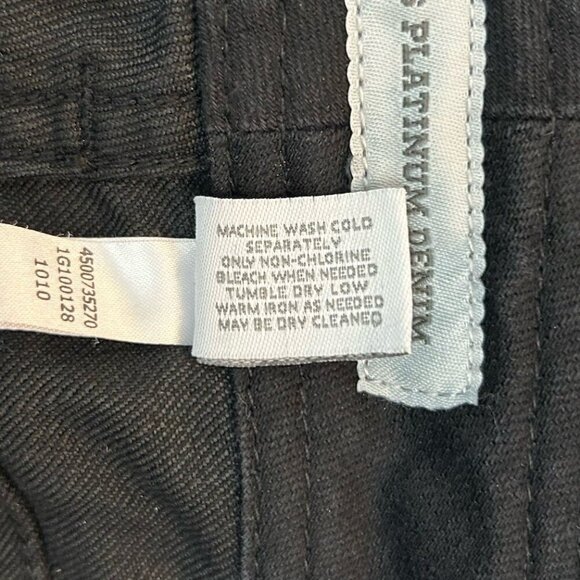 MACHINE WASH COLD
SEPARATELY
ONLY NON-CHLORINE
BLEACH WHEN NEEDED
TUMBLE DRY LOW
WARM IRON AS NEEDED
MAY BE DRY CLEANED
4500735270
1G100128
1010
PLATINUM DENIM